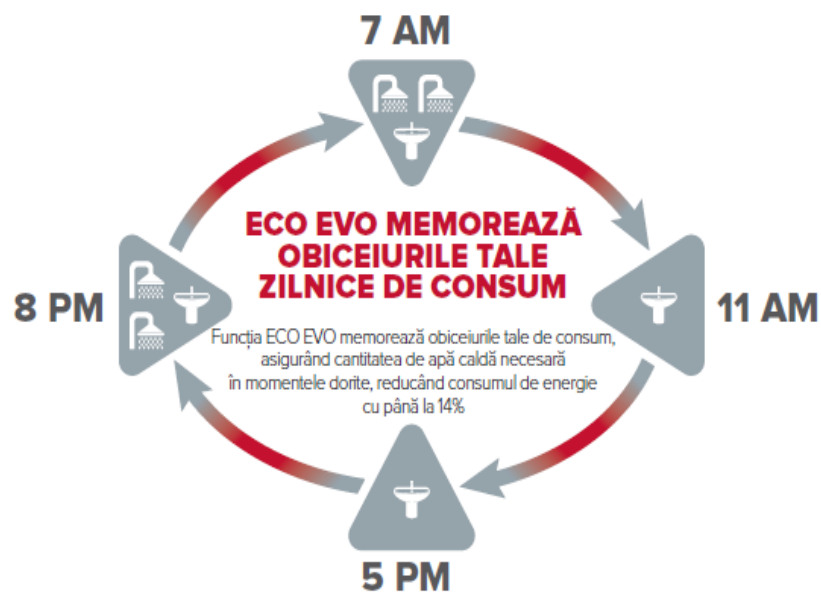 7 AM
ECO EVO MEMOREAZĂ
OBICEIURILE TALE
ZILNICE DE CONSUM
8 PM
11 AM
Funcția ECO EVO memorează obiceiurile tale de consum,
asigurând cantitatea de apă caldă necesară
în momentele dorite, reducând consumul de energie
cu până la 14%
5 PM